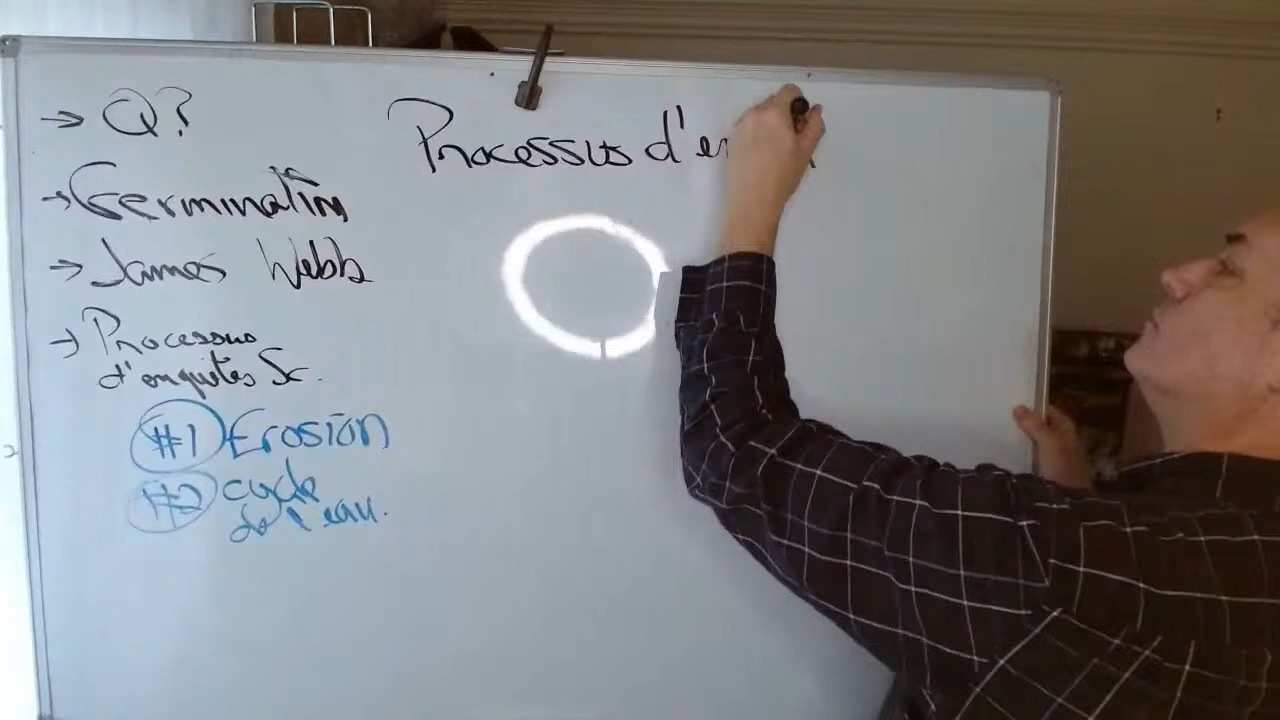 → Q?
→ Germination
→ James Webb
→ Processus
d'enquêtes Sc.
#1 Erosion
#2 cycle
de l'eau.
Processus d'en